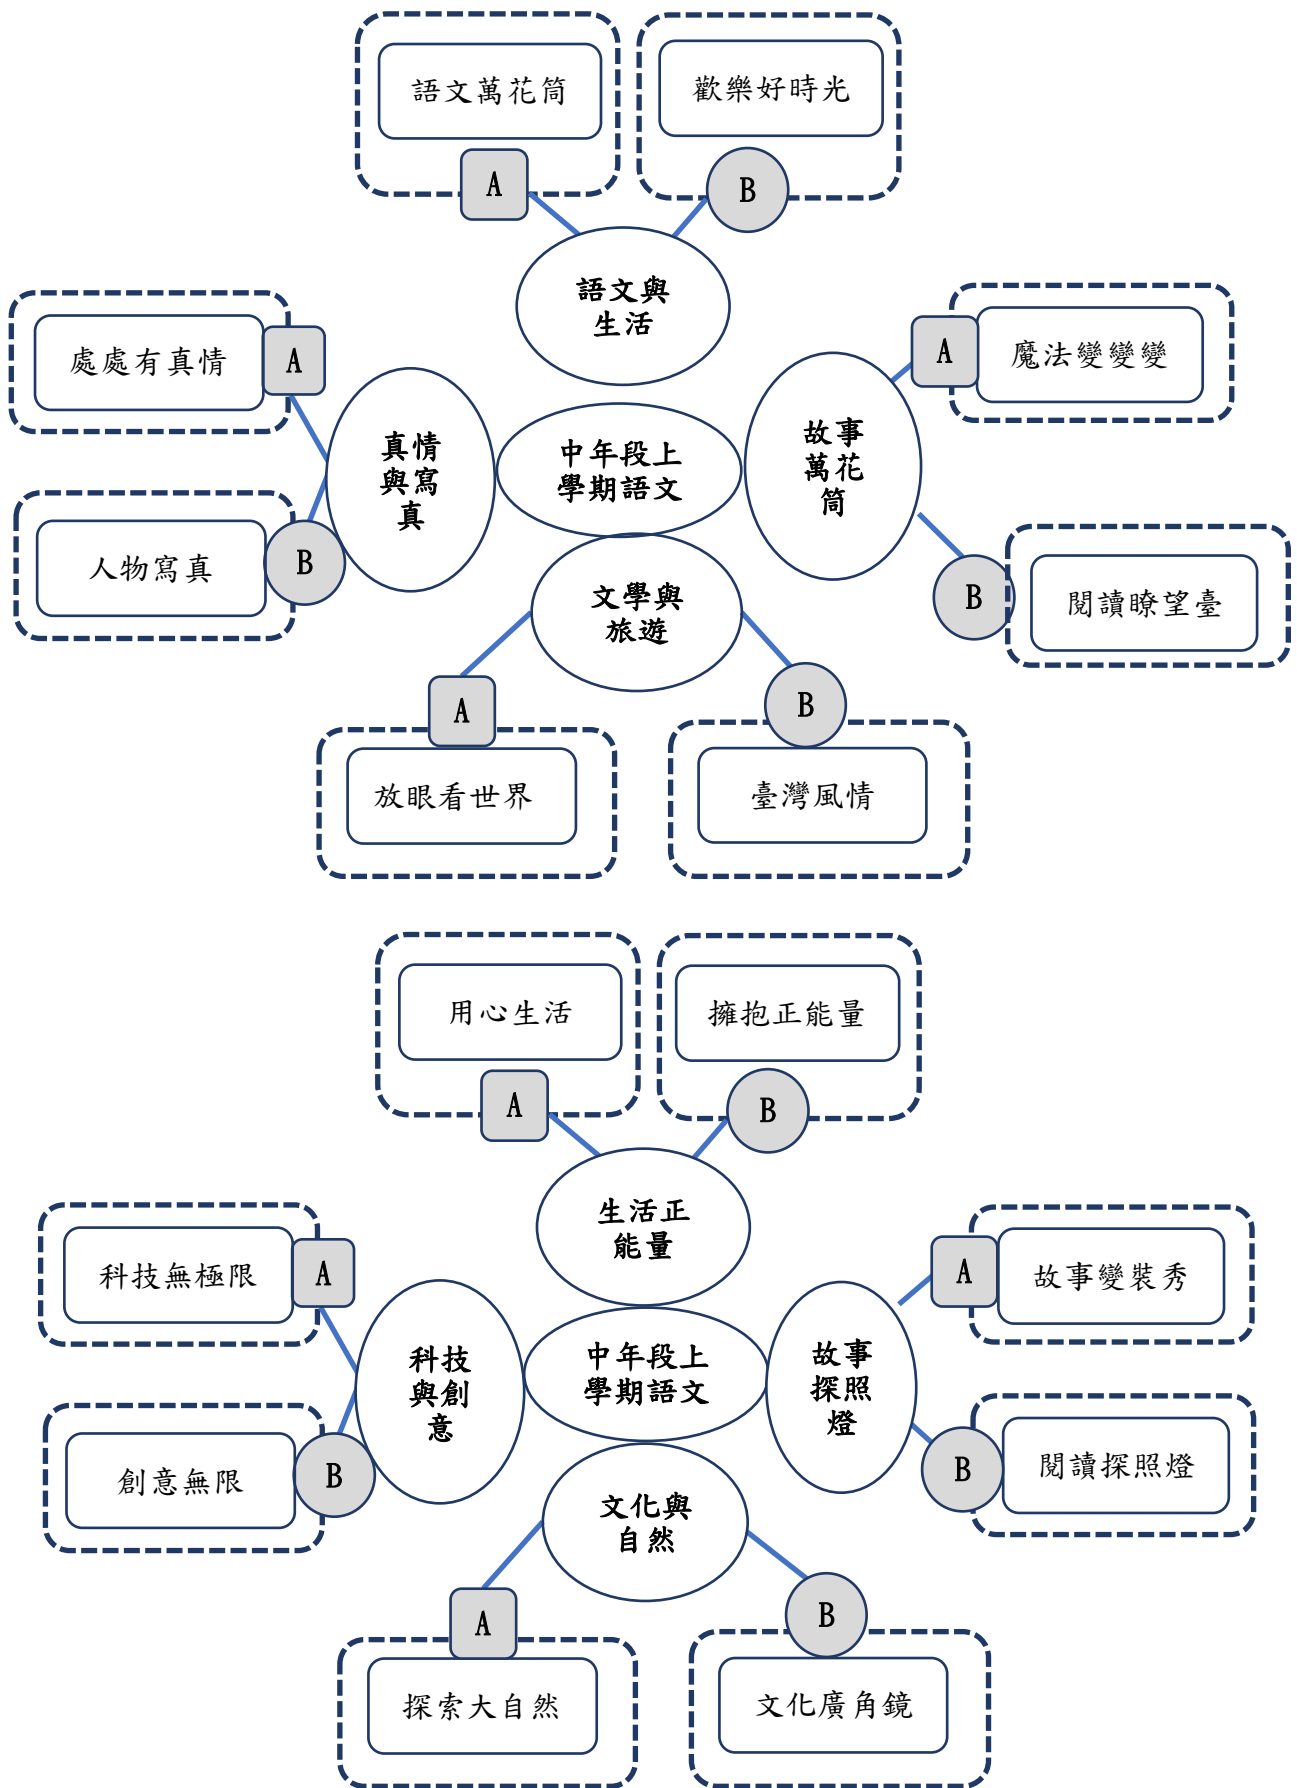 語文萬花筒
歡樂好時光
A
B
語文與
生活
處處有真情
A
A
魔法變變變
真情
與寫
真
中年段上
學期語文
故事
萬花
筒
人物寫真
B
文學與
旅遊
B
閱讀瞭望臺
A
B
放眼看世界
臺灣風情
用心生活
擁抱正能量
A
B
生活正
能量
科技無極限
A
A
故事變裝秀
科技
與創
意
中年段上
學期語文
故事
探照
燈
創意無限
B
B
閱讀探照燈
文化與
自然
A
B
探索大自然
文化廣角鏡